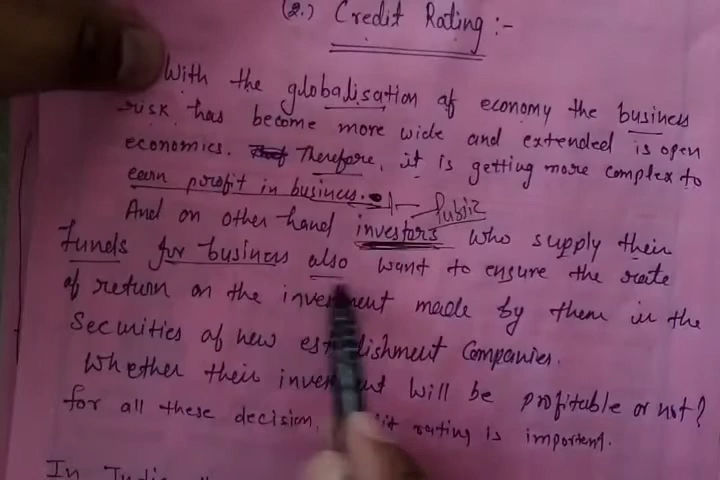 (2.) Credit Rating :-
With the globalisation of economy the business
risk has become more wide and extended is open
economics. Therefore, it is getting more complex to
earn profit in business.
Public
And on other hand investors who supply their
funds for business also want to ensure the rate
of return on the investment made by them in the
Securities of new establishment Companies.
Whether their investment will be profitable or not?
for all these decision, rating is important.
In